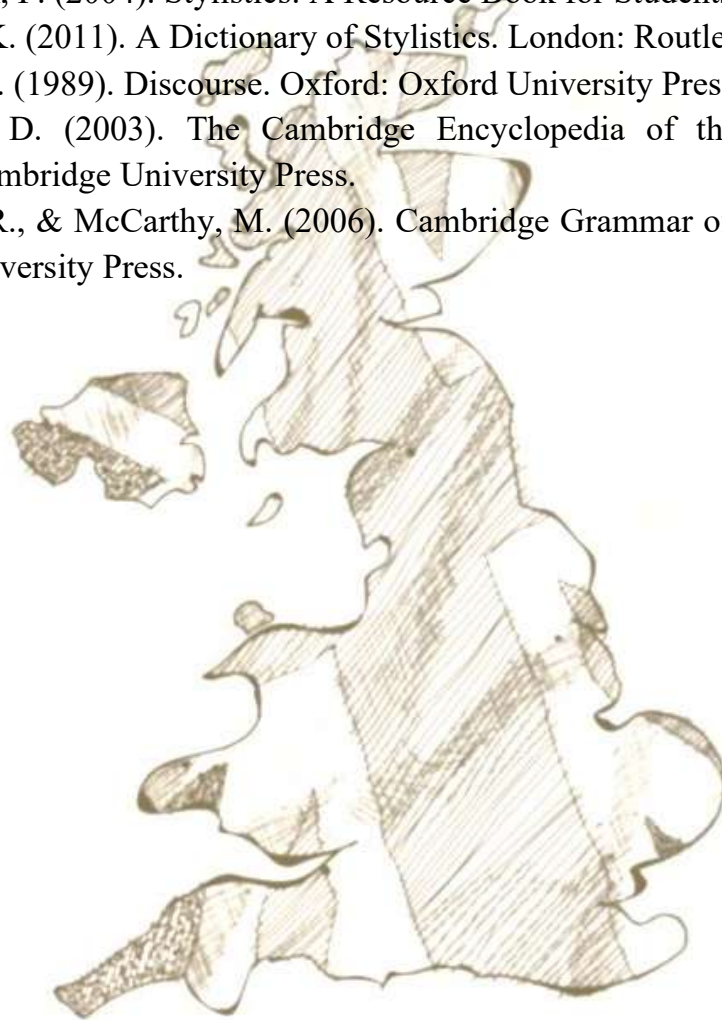 , P. (2004). Stylistics: A Resource Book for Students
K. (2011). A Dictionary of Stylistics. London: Routle
. (1989). Discourse. Oxford: Oxford University Pres
D. (2003). The Cambridge Encyclopedia of th
mbridge University Press.
R., & McCarthy, M. (2006). Cambridge Grammar o
versity Press.